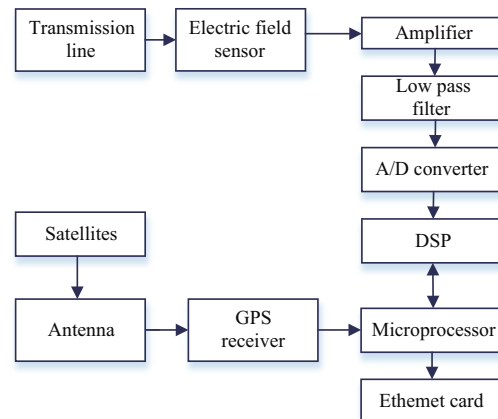 Transmission
line
Electric field
sensor
Amplifier
Low pass
filter
A/D converter
DSP
Satellites
Antenna
GPS
receiver
Microprocessor
Ethemet card